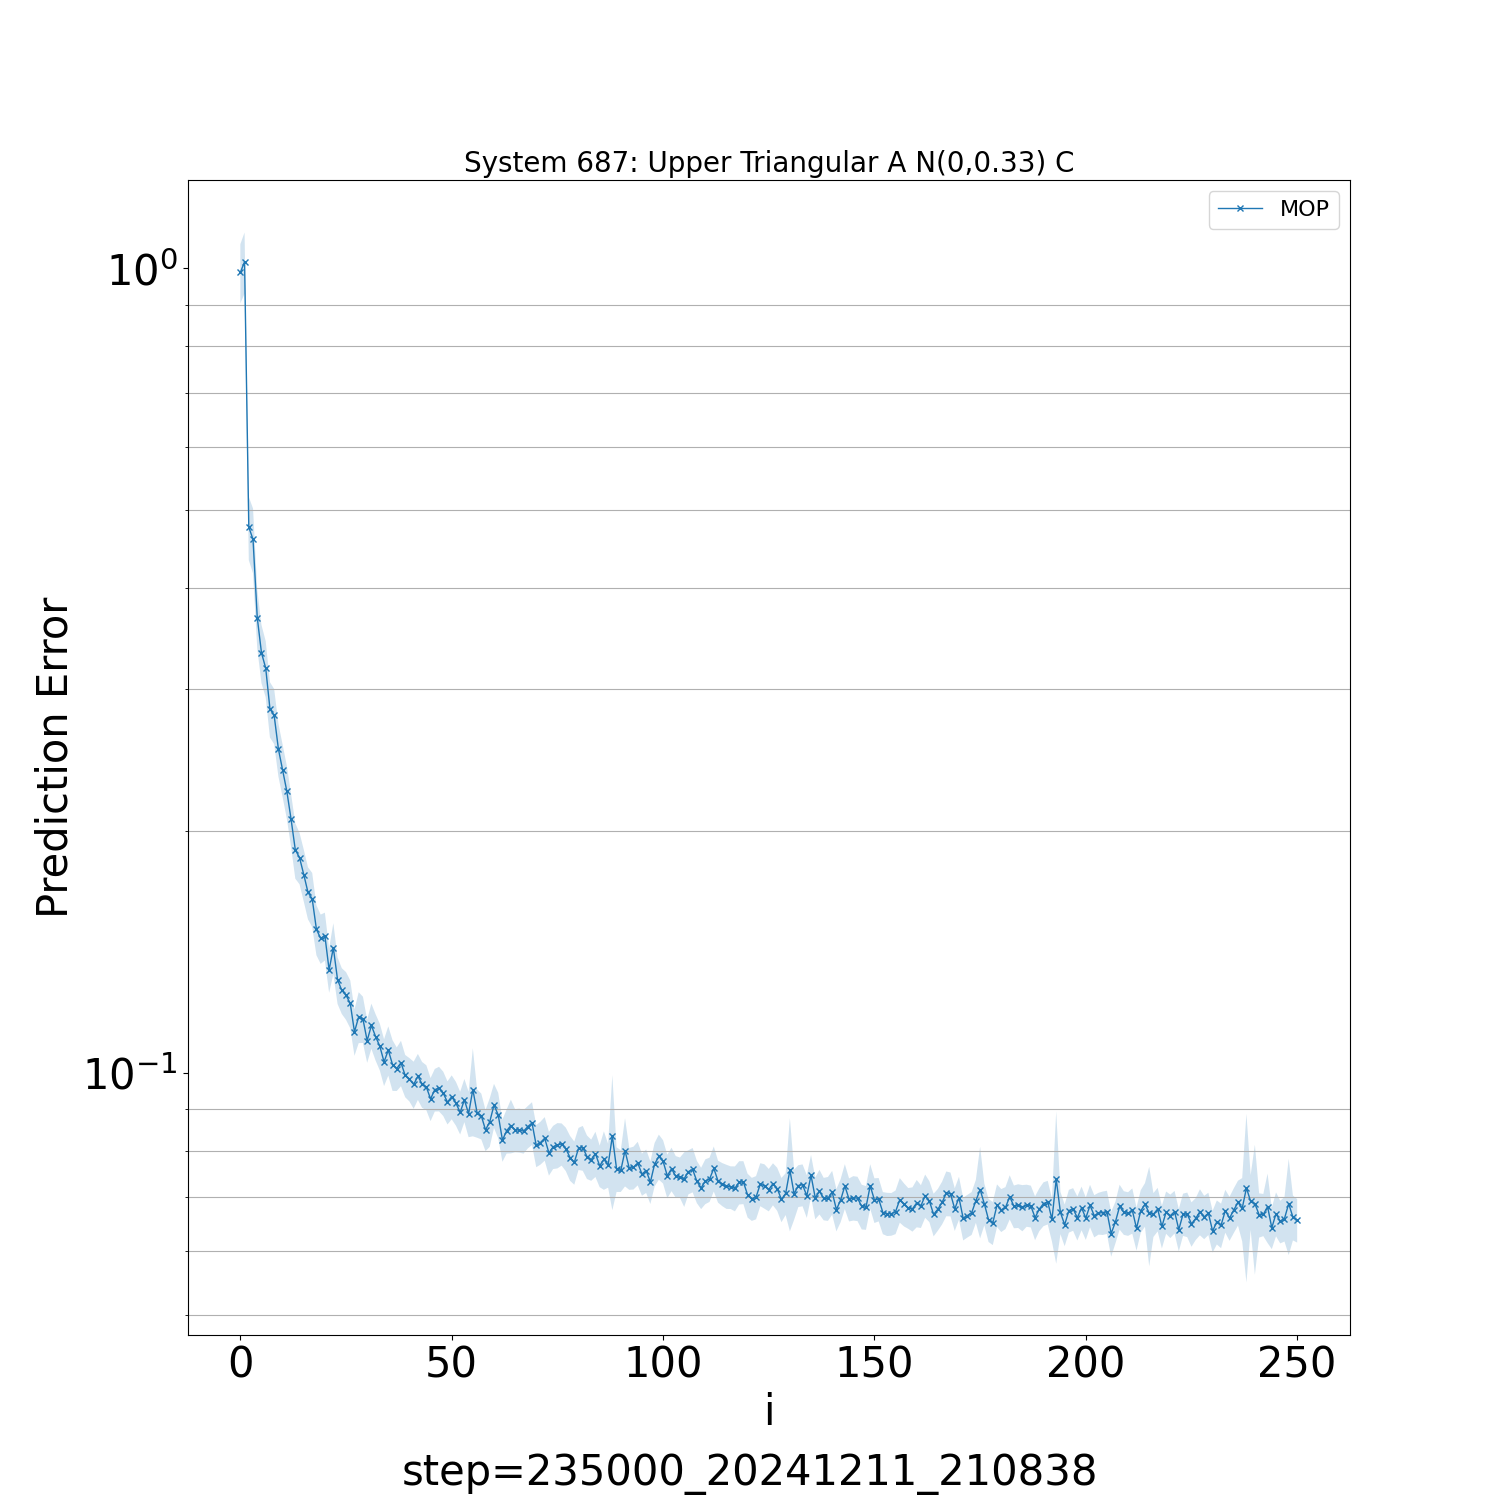 System 687: Upper Triangular A N(0,0.33) C
MOP
Prediction Error
10⁰
10⁻¹
0 50 100 150 200 250
i
step=235000_20241211_210838